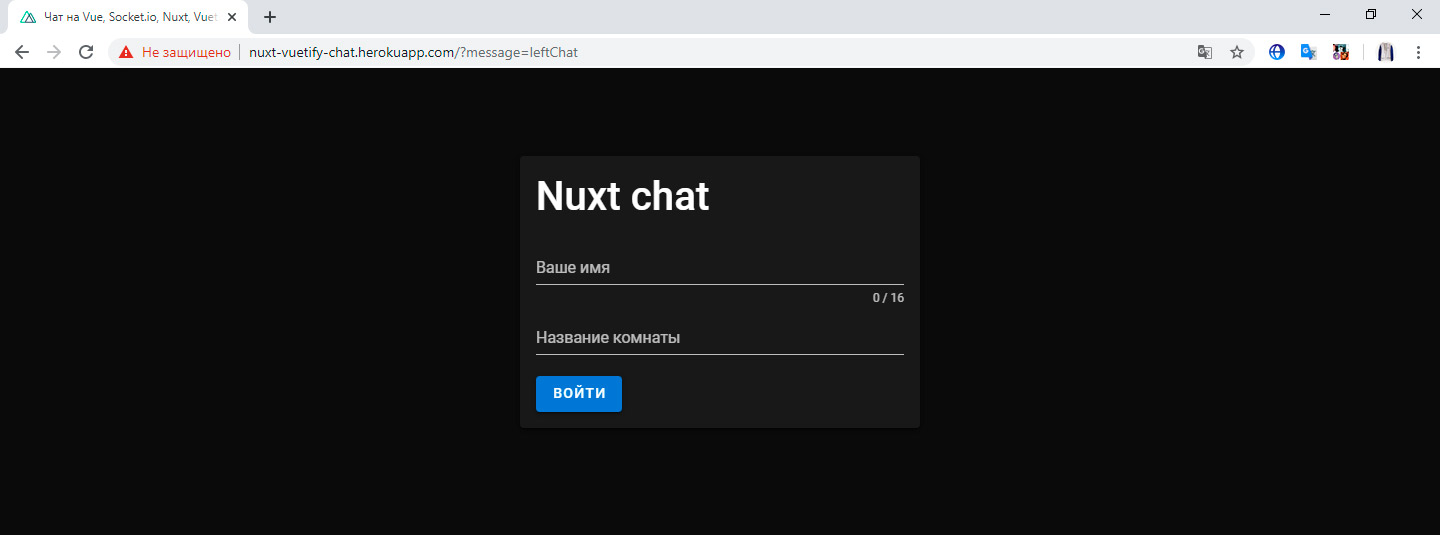 Чат на Vue, Socket.io, Nuxt, Vuet
Не защищено
nuxt-vuetify-chat.herokuapp.com/?message=leftChat
Nuxt chat
Ваше имя
0 / 16
Название комнаты
ВОЙТИ